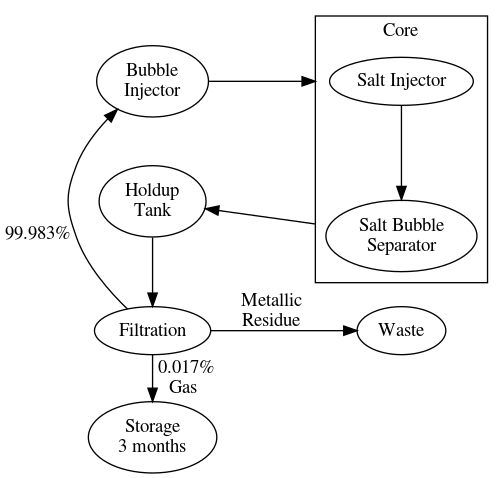 Core
Bubble
Injector
Salt Injector
Holdup
Tank
Salt Bubble
Separator
99.983%
Metallic
Residue
Filtration
Waste
0.017%
Gas
Storage
3 months